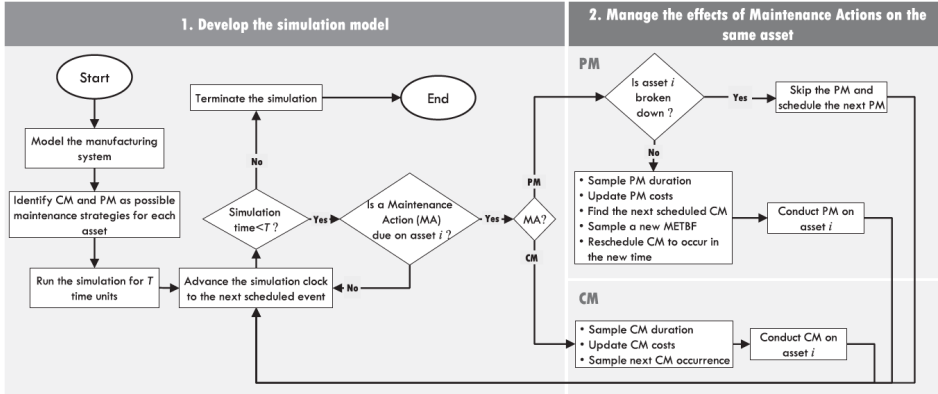 1. Develop the simulation model
2. Manage the effects of Maintenance Actions on the
same asset
Start
Model the manufacturing
system
Identify CM and PM as possible
maintenance strategies for each
asset
Run the simulation for T
time units
Terminate the simulation
End
No
Simulation
time<T ?
Yes
Advance the simulation clock
to the next scheduled event
Is a Maintenance
Action (MA)
due on asset i ?
No
Yes
MA?
PM
CM
PM
Is asset i
broken
down ?
Yes
Skip the PM and
schedule the next PM
No
• Sample PM duration
• Update PM costs
• Find the next scheduled CM
• Sample a new METBF
• Reschedule CM to occur in
the new time
Conduct PM on
asset i
CM
• Sample CM duration
• Update CM costs
• Sample next CM occurrence
Conduct CM on
asset i